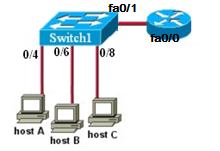 fa0/1
Switch1
fa0/0
0/4 0/6 0/8
host A host B host C